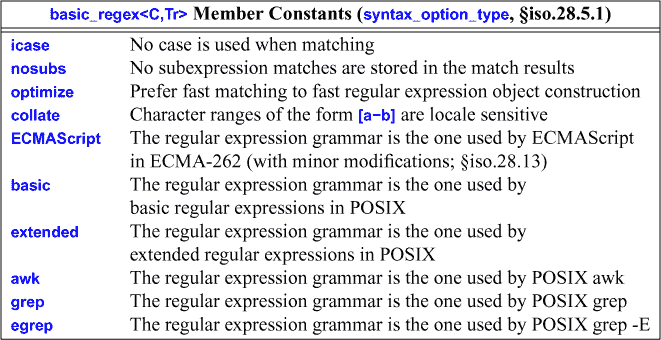 basic_regex<C,Tr> Member Constants (syntax_option_type, §iso.28.5.1)
icase No case is used when matching
nosubs No subexpression matches are stored in the match results
optimize Prefer fast matching to fast regular expression object construction
collate Character ranges of the form [a−b] are locale sensitive
ECMAScript The regular expression grammar is the one used by ECMAScript
in ECMA-262 (with minor modifications; §iso.28.13)
basic The regular expression grammar is the one used by
basic regular expressions in POSIX
extended The regular expression grammar is the one used by
extended regular expressions in POSIX
awk The regular expression grammar is the one used by POSIX awk
grep The regular expression grammar is the one used by POSIX grep
egrep The regular expression grammar is the one used by POSIX grep -E